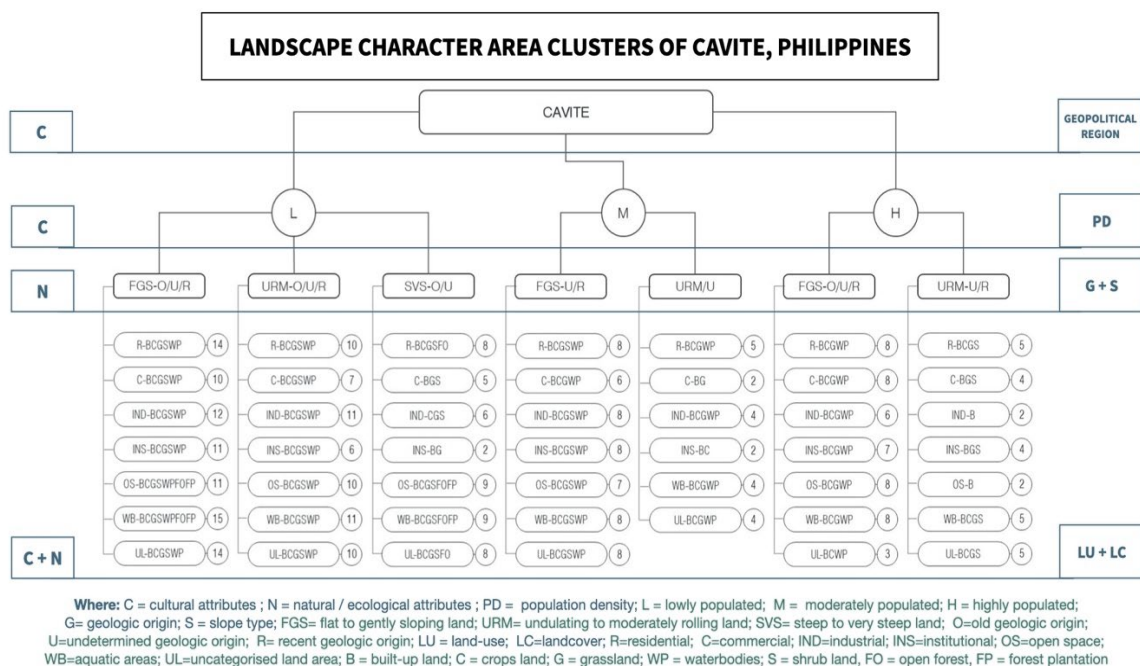 LANDSCAPE CHARACTER AREA CLUSTERS OF CAVITE, PHILIPPINES
C
CAVITE
GEOPOLITICAL
REGION
C
L
M
H
PD
N
FGS-O/U/R
URM-O/U/R
SVS-O/U
FGS-U/R
URM/U
FGS-O/U/R
URM-U/R
G + S
R-BCGSWP 14
R-BCGSWP 10
R-BCGSFO 8
R-BCGSWP 8
R-BCGWP 5
R-BCGWP 8
R-BCGS 5
C-BCGSWP 10
C-BCGSWP 7
C-BGS 5
C-BCGWP 6
C-BG 2
C-BCGWP 8
C-BGS 4
IND-BCGSWP 12
IND-BCGSWP 11
IND-CGS 6
IND-BCGSWP 8
IND-BCGWP 4
IND-BCGWP 6
IND-B 2
INS-BCGSWP 11
INS-BCGSWP 6
INS-BG 2
INS-BCGSWP 8
INS-BC 2
INS-BCGWP 7
INS-BGS 4
OS-BCGSWPFOFP 11
OS-BCGSWP 10
OS-BCGSFOFP 9
OS-BCGSWP 7
WB-BCGWP 4
OS-BCGWP 8
OS-B 2
WB-BCGSWPFOFP 15
WB-BCGSWP 11
WB-BCGSFOFP 9
WB-BCGSWP 8
UL-BCGWP 4
WB-BCGWP 8
WB-BCGS 5
C + N
UL-BCGSWP 14
UL-BCGSWP 10
UL-BCGSFO 8
UL-BCGSWP 8
UL-BCWP 3
UL-BCGS 5
LU + LC
Where: C = cultural attributes ; N = natural / ecological attributes ; PD = population density; L = lowly populated; M = moderately populated; H = highly populated;
G= geologic origin; S = slope type; FGS= flat to gently sloping land; URM= undulating to moderately rolling land; SVS= steep to very steep land; O=old geologic origin;
U=undetermined geologic origin; R= recent geologic origin; LU = land-use; LC=landcover; R=residential; C=commercial; IND=industrial; INS=institutional; OS=open space;
WB=aquatic areas; UL=uncategorised land area; B = built-up land; C = crops land; G = grassland; WP = waterbodies; S = shrub land, FO = open forest, FP = forest plantation